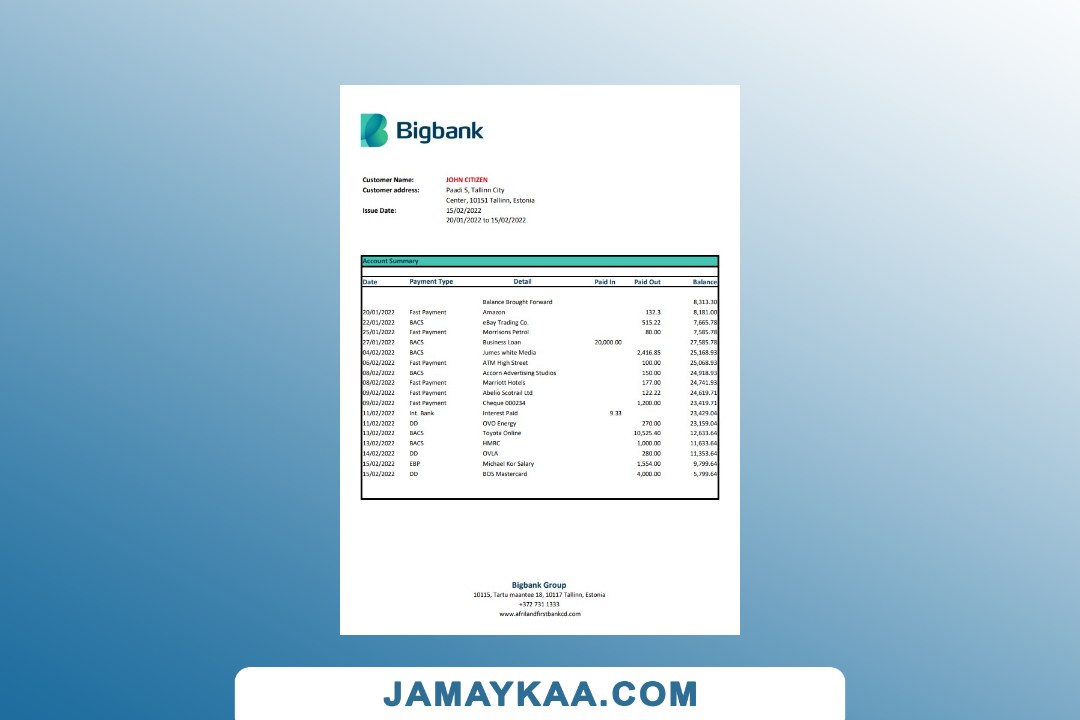 Bigbank
Customer Name: JOHN CITIZEN
Customer address: Paadi 5, Tallinn City
Center, 10151 Tallinn, Estonia
Issue Date: 15/02/2022
20/01/2022 to 15/02/2022
Account Summary
Date Payment Type Detail Paid In Paid Out Balance
Balance Brought Forward 8,313.30
20/01/2022 Fast Payment Amazon 132.3 8,181.00
22/01/2022 BACS eBay Trading Co. 515.22 7,665.78
25/01/2022 Fast Payment Morrisons Petrol 80.00 7,585.78
27/01/2022 BACS Business Loan 20,000.00 27,585.78
04/02/2022 BACS Jumes white Media 2,416.85 25,168.93
06/02/2022 Fast Payment ATM High Street 100.00 25,068.93
08/02/2022 BACS Accorn Advertising Studios 150.00 24,918.93
08/02/2022 Fast Payment Marriott Hotels 177.00 24,741.93
09/02/2022 Fast Payment Abelio Scotrail Ltd 122.22 24,619.71
09/02/2022 Fast Payment Cheque 000234 1,200.00 23,419.71
11/02/2022 Int. Bank Interest Paid 9.33 23,429.04
11/02/2022 DD OVO Energy 270.00 23,159.04
13/02/2022 BACS Toyota Online 10,525.40 12,633.64
13/02/2022 BACS HMRC 1,000.00 11,633.64
14/02/2022 DD OVLA 280.00 11,353.64
15/02/2022 EBP Michael Kor Salary 1,554.00 9,799.64
15/02/2022 DD BOS Mastercard 4,000.00 5,799.64
Bigbank Group
10115, Tartu maantee 18, 10117 Tallinn, Estonia
+372 731 1333
www.afrilandfirstbankcd.com
JAMAYKAA.COM